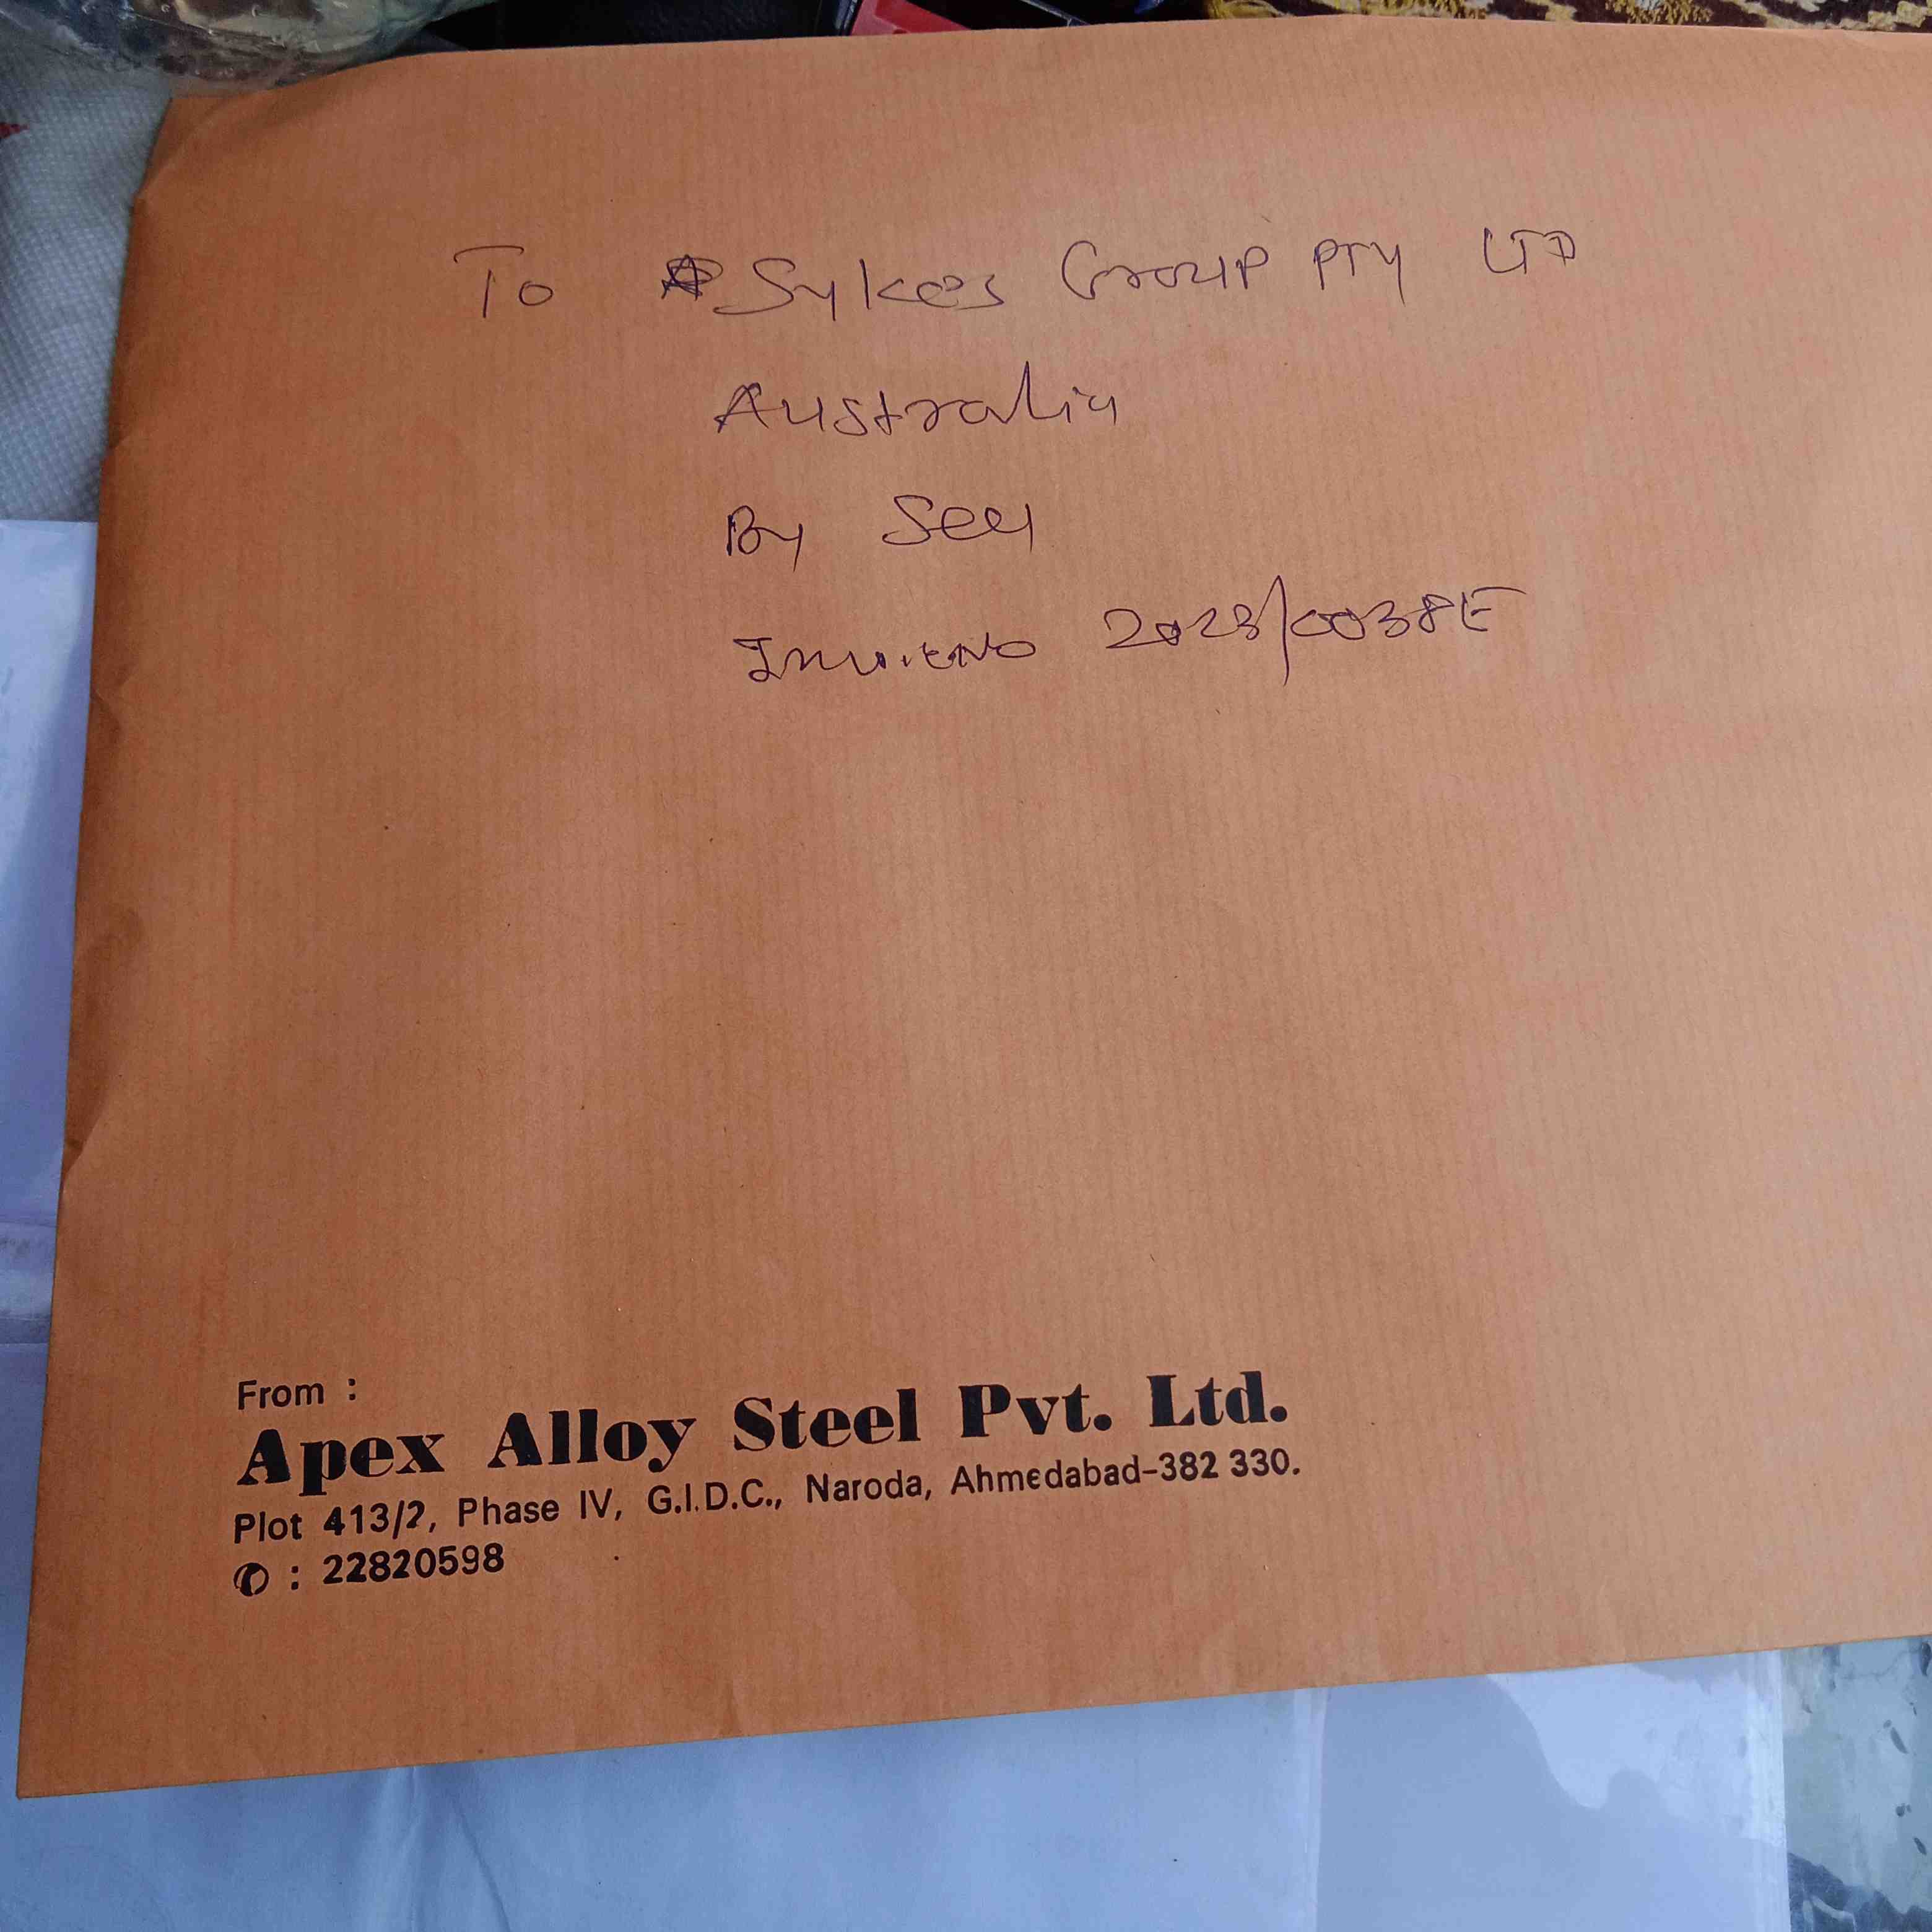 To Sykes Group PTY LTD
Australia
By Sea
Inv. No 2023/0038E
From :
Apex Alloy Steel Pvt. Ltd.
Plot 413/2, Phase IV, G.I.D.C., Naroda, Ahmedabad-382 330.
✆ : 22820598